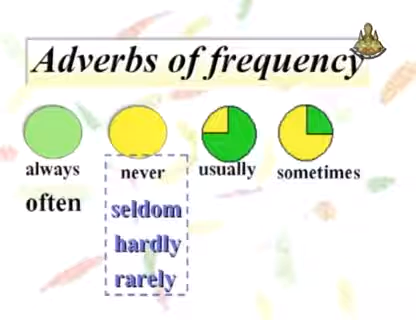 Adverbs of frequency
always never usually sometimes
often seldom
hardly
rarely